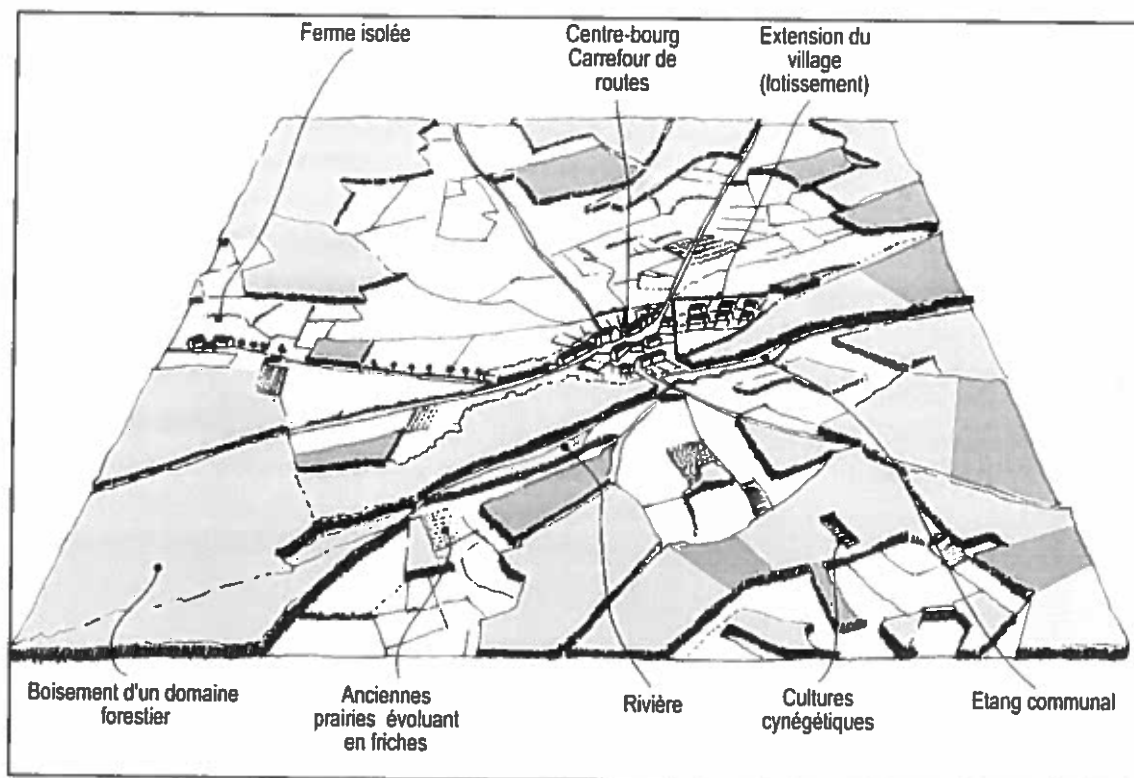 Ferme isolée
Centre-bourg
Carrefour de
routes
Extension du
village
(lotissement)
Boisement d'un domaine
forestier
Anciennes
prairies évoluant
en friches
Rivière
Cultures
cynégétiques
Etang communal